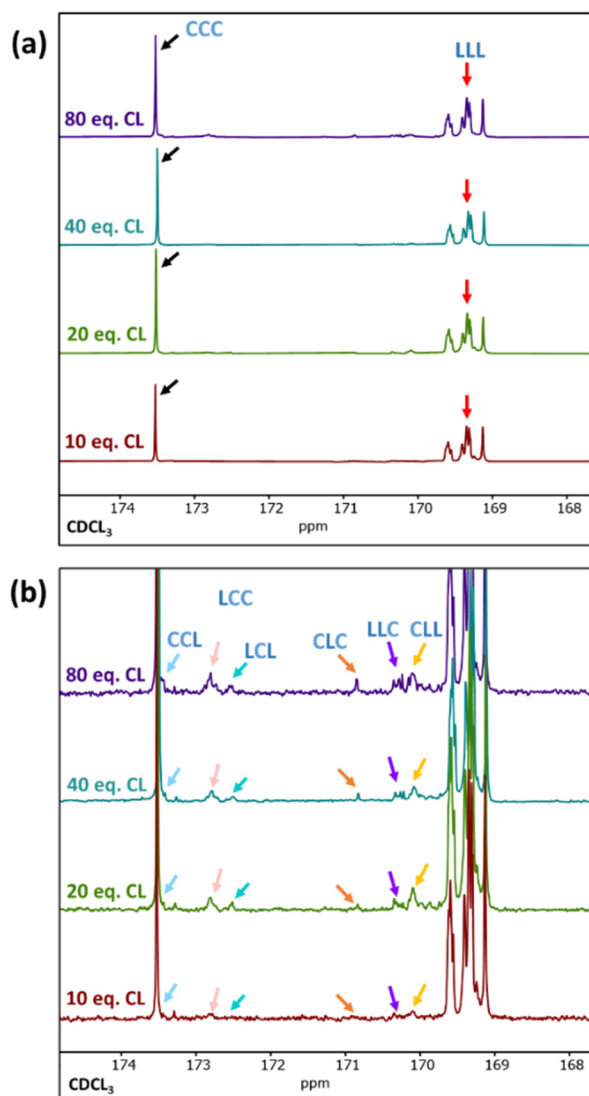 (a)
CCC
LLL
80 eq. CL
40 eq. CL
20 eq. CL
10 eq. CL
174 173 172 171 170 169 168
CDCL3 ppm
(b)
LCC
CCL LCL CLC LLC CLL
80 eq. CL
40 eq. CL
20 eq. CL
10 eq. CL
174 173 172 171 170 169 168
CDCL3 ppm